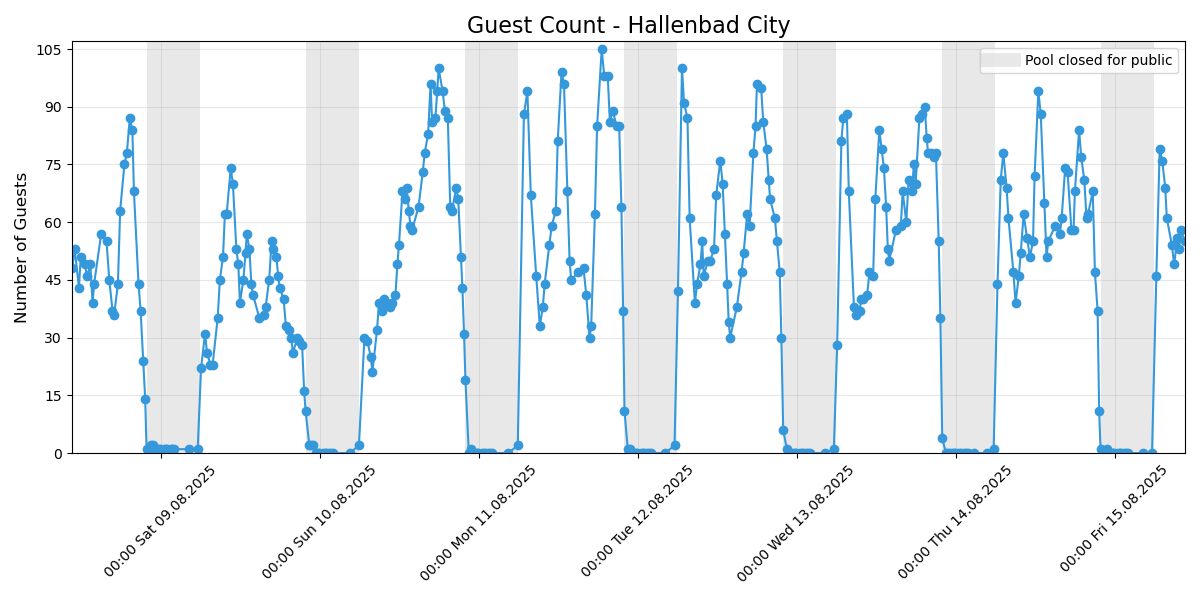 Guest Count - Hallenbad City
Pool closed for public
Number of Guests
105
90
75
60
45
30
15
0
00:00 Sat 09.08.2025
00:00 Sun 10.08.2025
00:00 Mon 11.08.2025
00:00 Tue 12.08.2025
00:00 Wed 13.08.2025
00:00 Thu 14.08.2025
00:00 Fri 15.08.2025